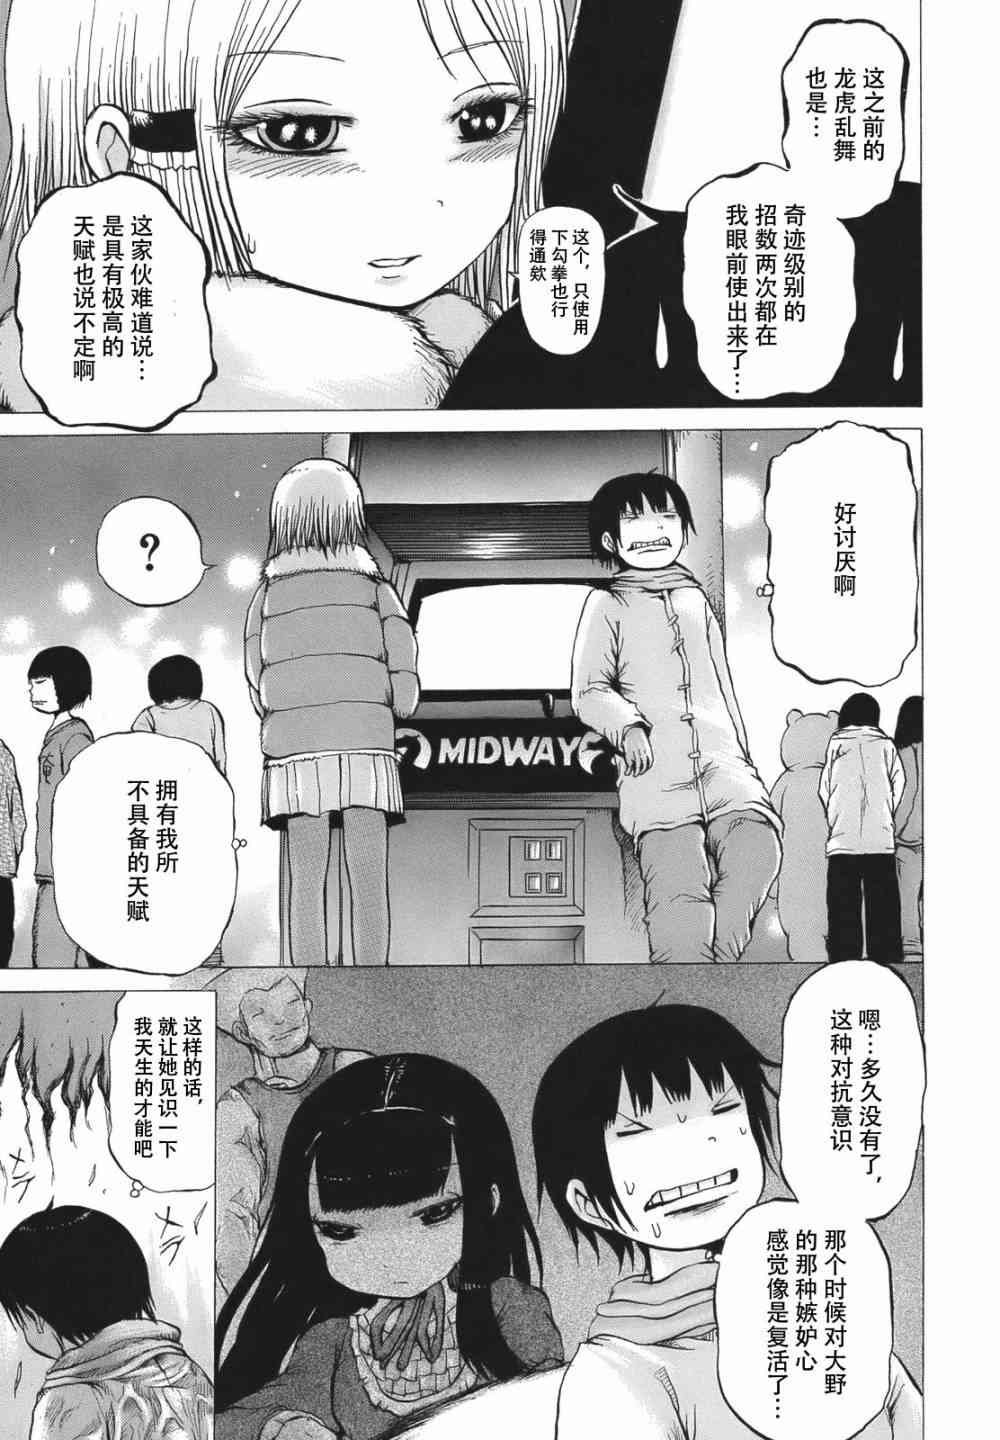 这之前的
龙虎乱舞
也是…
奇迹级别的
招数两次都在
我眼前使出来了…
这个，只使用
下勾拳也行
得通欸
这家伙难道说…
是具有极高的
天赋也说不定啊
好讨厌啊
?
MIDWAY
拥有我所
不具备的天赋
嗯…多久没有了，
这种对抗意识
那个时候对大野
的那种嫉妒心
感觉像是复活了…
这样的话，
就让她见识一下
我天生的才能吧